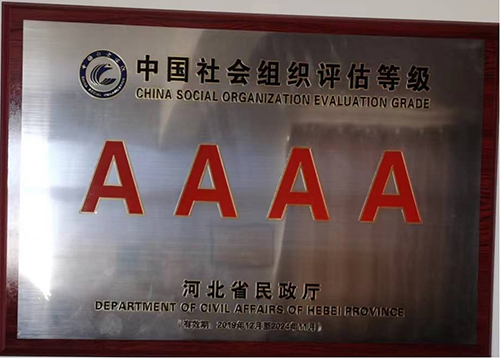 中国社会组织评估等级
CHINA SOCIAL ORGANIZATION EVALUATION GRADE
AAAA
河北省民政厅
DEPARTMENT OF CIVIL AFFAIRS OF HEBEI PROVINCE
(有效期：2019年12月至2024年11月)